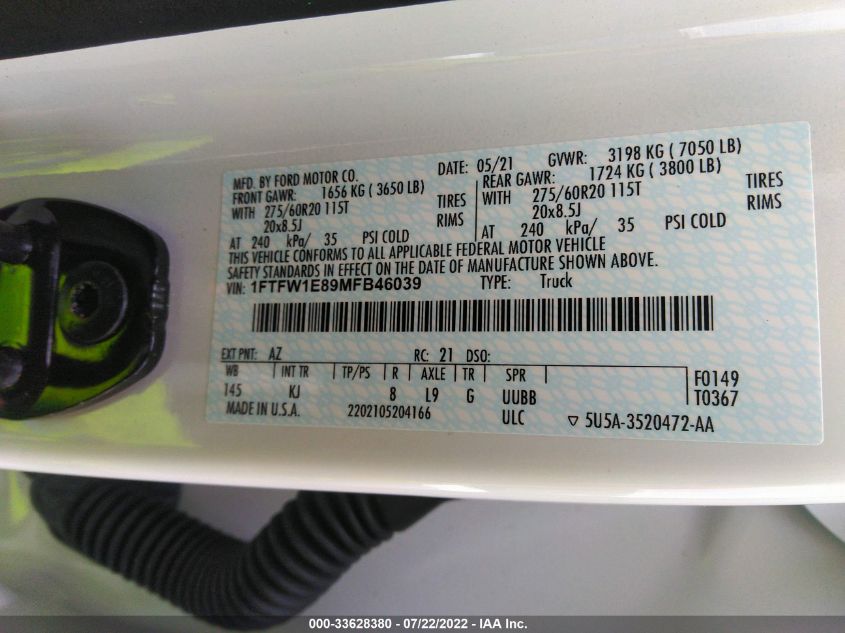 MFD. BY FORD MOTOR CO. DATE: 05/21 GVWR: 3198 KG ( 7050 LB)
FRONT GAWR: 1656 KG ( 3650 LB) REAR GAWR: 1724 KG ( 3800 LB)
WITH 275/60R20 115T TIRES WITH 275/60R20 115T TIRES
20x8.5J RIMS 20x8.5J RIMS
AT 240 kPa/ 35 PSI COLD AT 240 kPa/ 35 PSI COLD
THIS VEHICLE CONFORMS TO ALL APPLICABLE FEDERAL MOTOR VEHICLE
SAFETY STANDARDS IN EFFECT ON THE DATE OF MANUFACTURE SHOWN ABOVE.
VIN: 1FTFW1E89MFB46039 TYPE: Truck
EXT PNT: AZ RC: 21 DSO:
WB INT TR TP/PS R AXLE TR SPR F0149
145 KJ 8 L9 G UUBB T0367
MADE IN U.S.A. 2202105204166 ULC ▽ 5U5A-3520472-AA
000-33628380 - 07/22/2022 - IAA Inc.